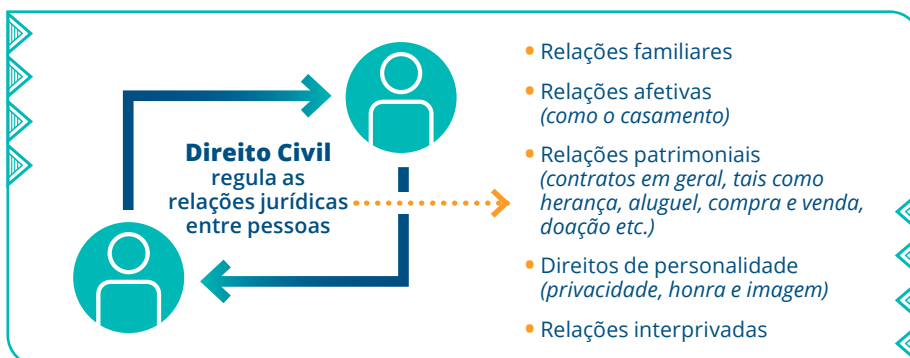 Direito Civil
regula as
relações jurídicas
entre pessoas
• Relações familiares
• Relações afetivas
(como o casamento)
• Relações patrimoniais
(contratos em geral, tais como
herança, aluguel, compra e venda,
doação etc.)
• Direitos de personalidade
(privacidade, honra e imagem)
• Relações interprivadas